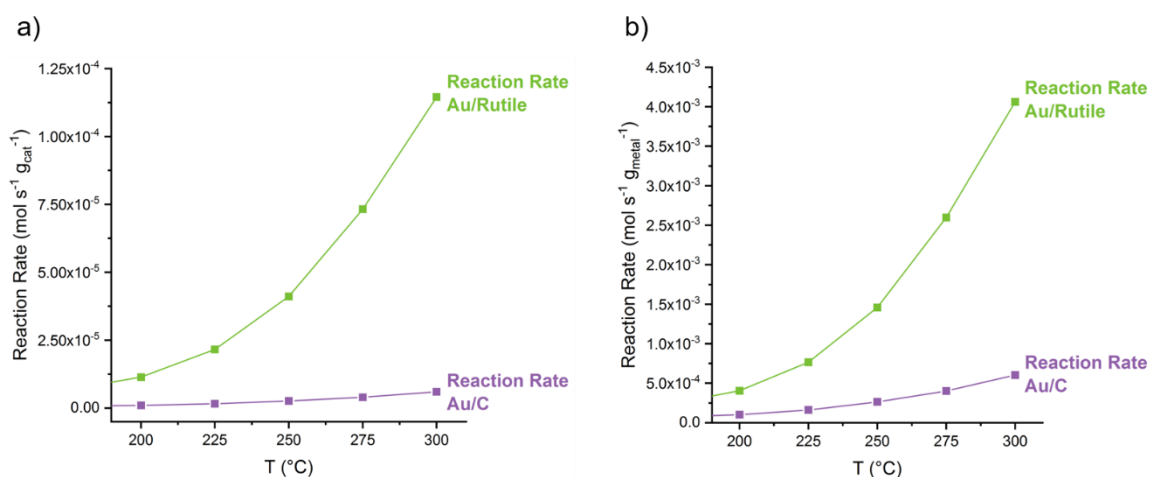 a)
Reaction Rate (mol s⁻¹ g_cat⁻¹)
1.25x10⁻⁴
1.00x10⁻⁴
7.50x10⁻⁵
5.00x10⁻⁵
2.50x10⁻⁵
0.00
Reaction Rate
Au/Rutile
Reaction Rate
Au/C
200 225 250 275 300
T (°C)
b)
Reaction Rate (mol s⁻¹ g_metal⁻¹)
4.5x10⁻³
4.0x10⁻³
3.5x10⁻³
3.0x10⁻³
2.5x10⁻³
2.0x10⁻³
1.5x10⁻³
1.0x10⁻³
5.0x10⁻⁴
0.0
Reaction Rate
Au/Rutile
Reaction Rate
Au/C
200 225 250 275 300
T (°C)